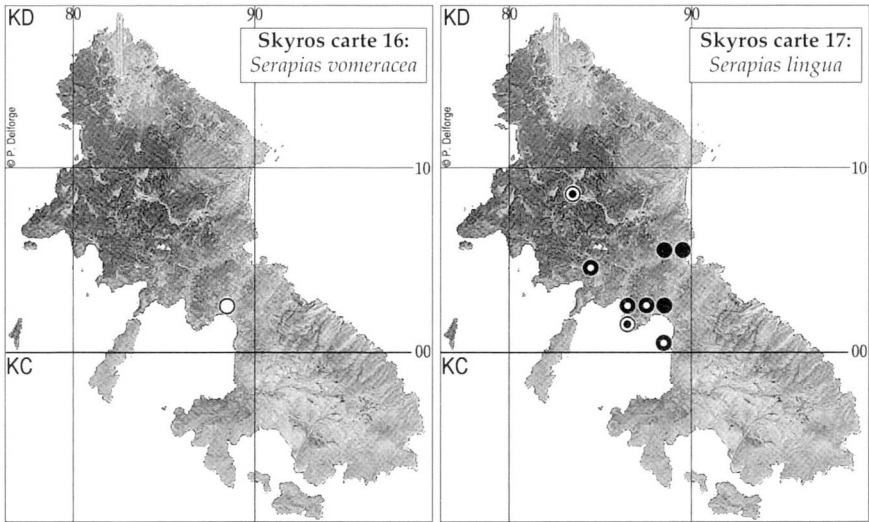 KD
80
90
Skyros carte 16:
Serapias vomeracea
© P. Delforge
10
00
KC
KD
80
90
Skyros carte 17:
Serapias lingua
© P. Delforge
10
00
KC